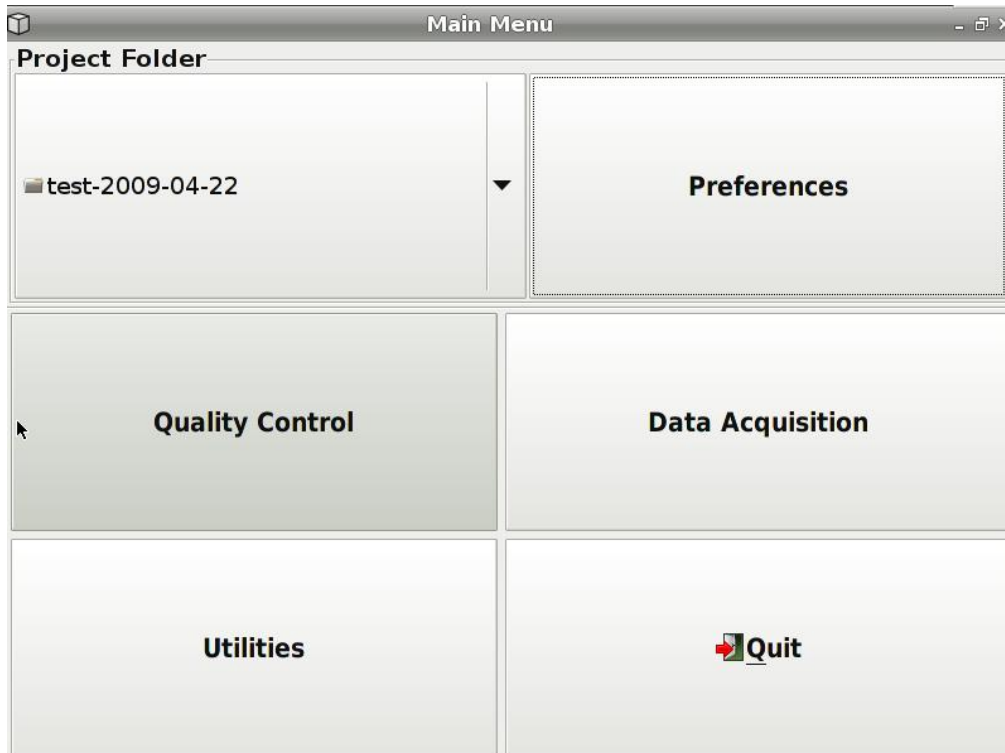 Main Menu
Project Folder
test-2009-04-22
Preferences
Quality Control
Data Acquisition
Utilities
Quit